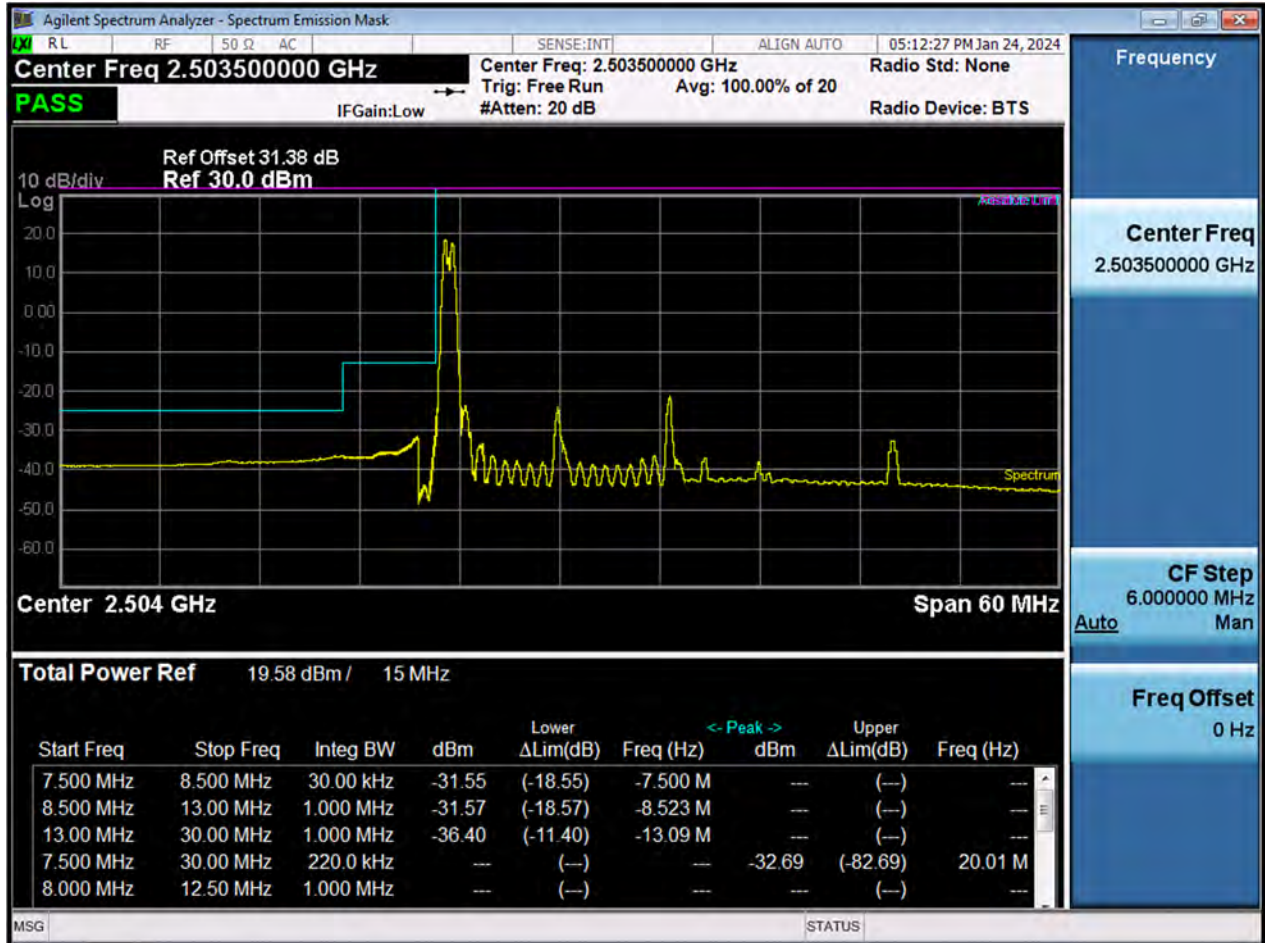 Agilent Spectrum Analyzer - Spectrum Emission Mask
LXI RL RF 50 Ω AC SENSE:INT ALIGN AUTO 05:12:27 PM Jan 24, 2024
Center Freq 2.503500000 GHz Center Freq: 2.503500000 GHz Radio Std: None
Trig: Free Run Avg: 100.00% of 20
PASS IFGain:Low #Atten: 20 dB Radio Device: BTS
Ref Offset 31.38 dB
10 dB/div Ref 30.0 dBm
Log
Absolute Limit
20.0
10.0
0.00
-10.0
-20.0
-30.0
-40.0
Spectrum
-50.0
-60.0
Center 2.504 GHz Span 60 MHz
Total Power Ref 19.58 dBm / 15 MHz
Lower <- Peak -> Upper
Start Freq Stop Freq Integ BW dBm ΔLim(dB) Freq (Hz) dBm ΔLim(dB) Freq (Hz)
7.500 MHz 8.500 MHz 30.00 kHz -31.55 (-18.55) -7.500 M --- (---) ---
8.500 MHz 13.00 MHz 1.000 MHz -31.57 (-18.57) -8.523 M --- (---) ---
13.00 MHz 30.00 MHz 1.000 MHz -36.40 (-11.40) -13.09 M --- (---) ---
7.500 MHz 30.00 MHz 220.0 kHz --- (---) --- -32.69 (-82.69) 20.01 M
8.000 MHz 12.50 MHz 1.000 MHz --- (---) --- --- (---) ---
MSG STATUS
Frequency
Center Freq
2.503500000 GHz
CF Step
6.000000 MHz
Auto Man
Freq Offset
0 Hz